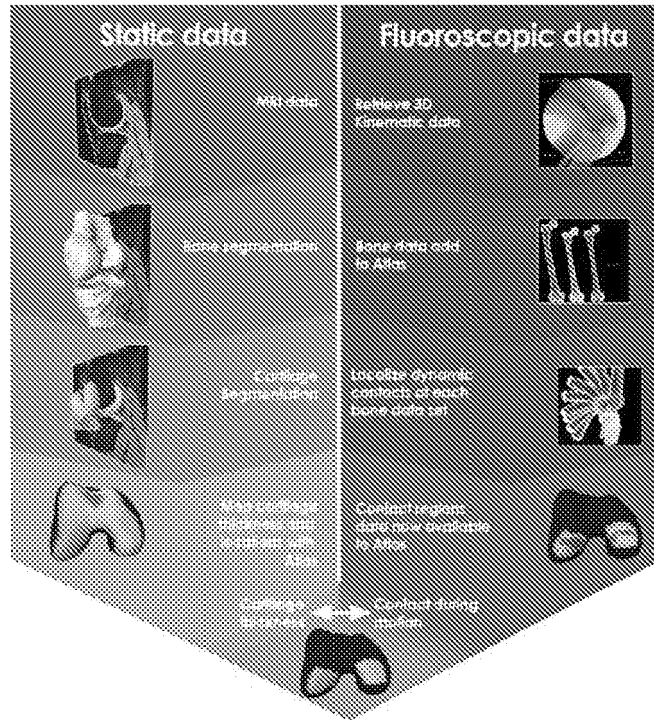 Static data
MRI data
Bone segmentation
Cartilage
Segmentation
Atlas
Fluoroscopic data
Retrieve 3D
Kinematic data
Bone data add
to Atlas
Localize dynamic
contacts at each
bone data set
Contact regions
data now available
to Atlas
Cartilage
thickness
Contact during
motion